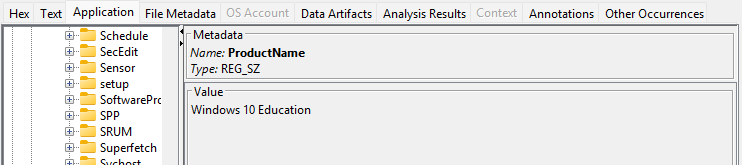 Hex Text Application File Metadata OS Account Data Artifacts Analysis Results Context Annotations Other Occurrences
Schedule
SecEdit
Sensor
setup
SoftwarePro
SPP
SRUM
Superfetch
Metadata
Name: ProductName
Type: REG_SZ
Value
Windows 10 Education